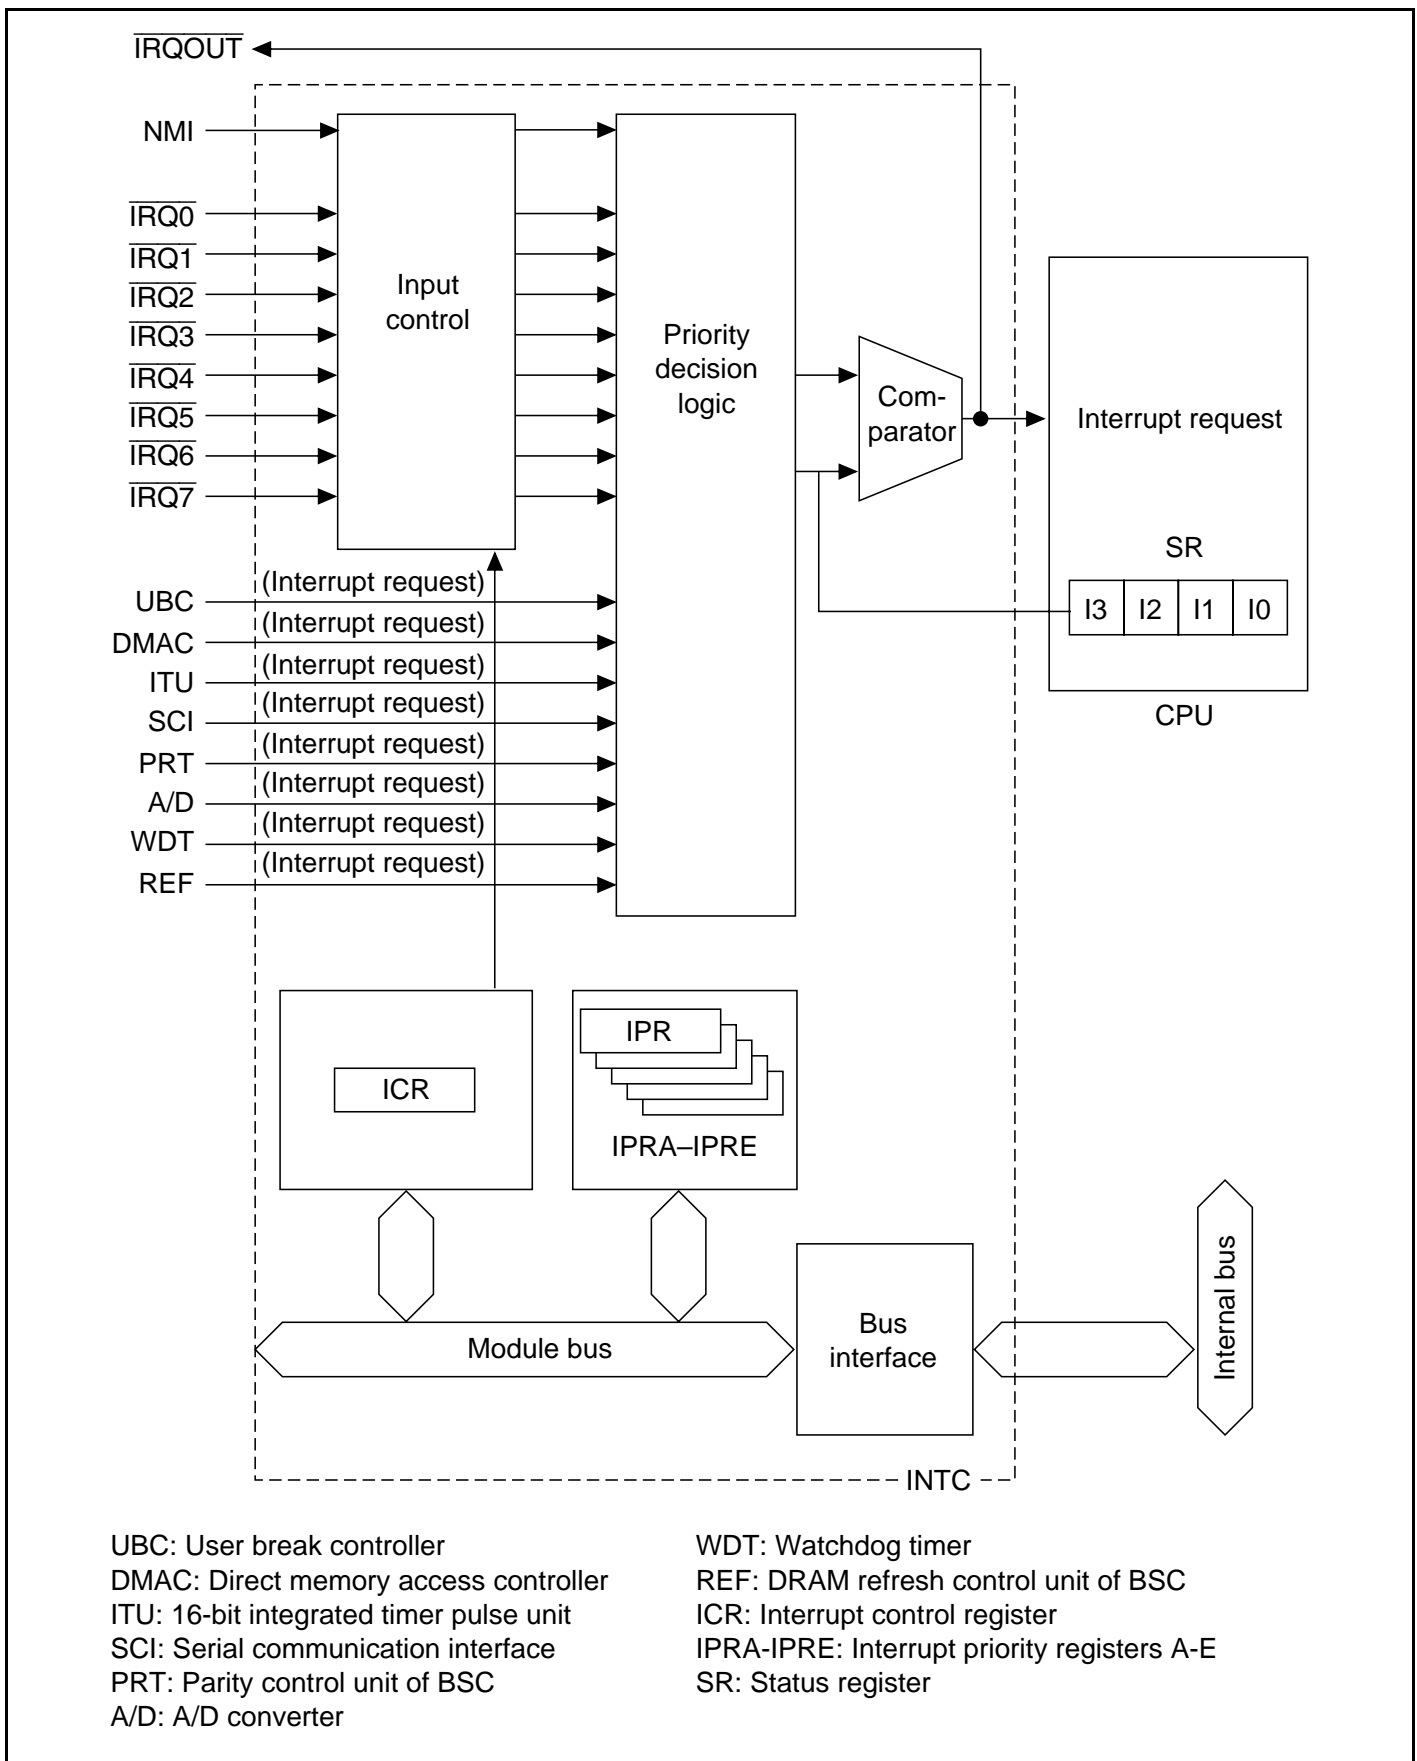 IRQOUT
NMI
IRQ0
IRQ1
IRQ2
IRQ3
IRQ4
IRQ5
IRQ6
IRQ7
Input
control
Priority
decision
logic
Com-
parator
Interrupt request
SR
I3 I2 I1 I0
CPU
UBC (Interrupt request)
DMAC (Interrupt request)
ITU (Interrupt request)
SCI (Interrupt request)
PRT (Interrupt request)
A/D (Interrupt request)
WDT (Interrupt request)
REF (Interrupt request)
ICR
IPR
IPRA–IPRE
Module bus
Bus
interface
Internal bus
INTC
UBC: User break controller
DMAC: Direct memory access controller
ITU: 16-bit integrated timer pulse unit
SCI: Serial communication interface
PRT: Parity control unit of BSC
A/D: A/D converter
WDT: Watchdog timer
REF: DRAM refresh control unit of BSC
ICR: Interrupt control register
IPRA-IPRE: Interrupt priority registers A-E
SR: Status register